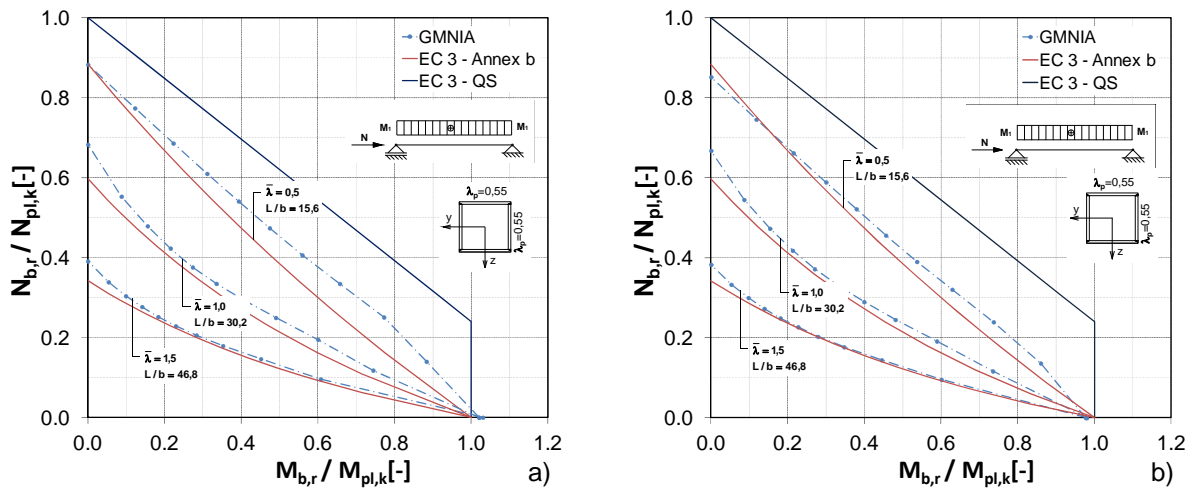 1.0
0.8
0.6
0.4
0.2
0.0
N_b,r / N_pl,k[-]
0.0 0.2 0.4 0.6 0.8 1.0 1.2
M_b,r / M_pl,k[-]
a)
GMNIA
EC 3 - Annex b
EC 3 - QS
M₁ M₁
N
λ̄ = 0,5
L / b = 15,6
λ̄ = 1,0
L / b = 30,2
λ̄ = 1,5
L / b = 46,8
λ_p=0,55
λ_p=0,55
y
z
1.0
0.8
0.6
0.4
0.2
0.0
N_b,r / N_pl,k[-]
0.0 0.2 0.4 0.6 0.8 1.0 1.2
M_b,r / M_pl,k[-]
b)
GMNIA
EC 3 - Annex b
EC 3 - QS
M₁ M₁
N
λ̄ = 0,5
L / b = 15,6
λ̄ = 1,0
L / b = 30,2
λ̄ = 1,5
L / b = 46,8
λ_p=0,55
λ_p=0,55
y
z